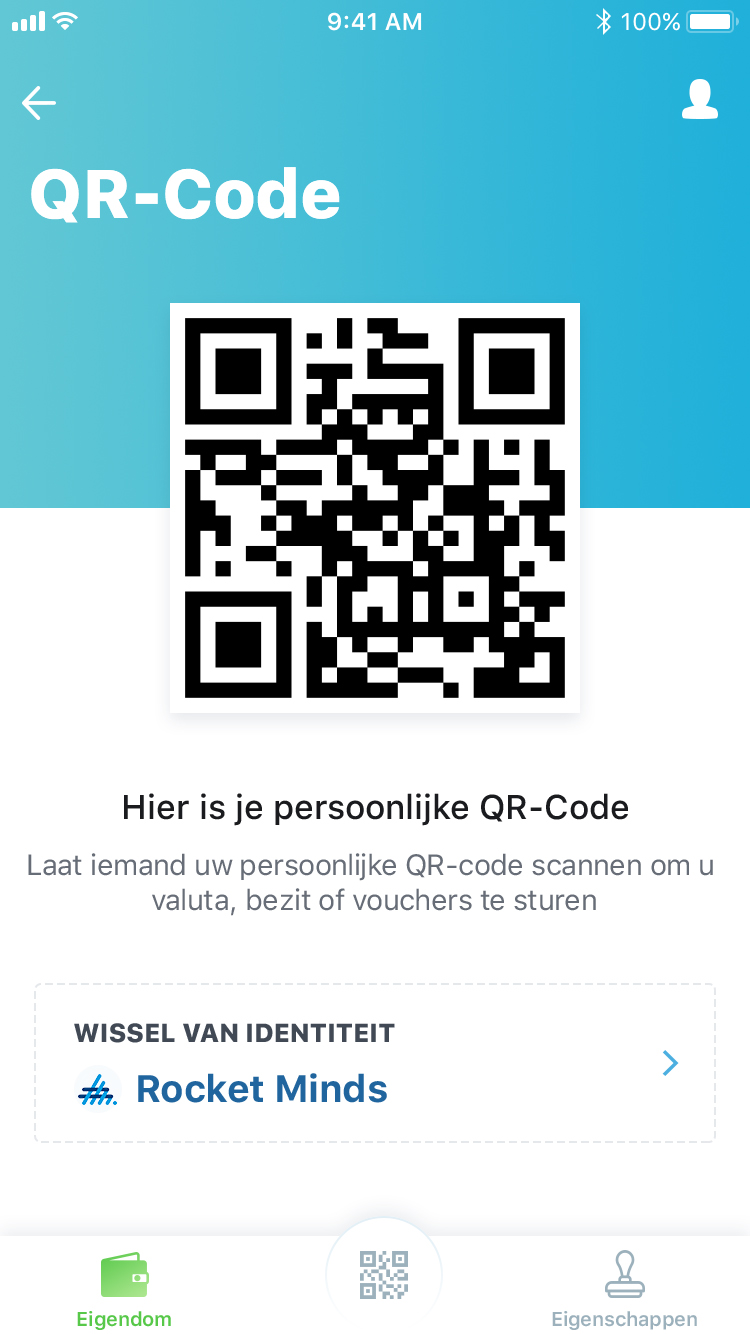 9:41 AM
100%
QR-Code
Hier is je persoonlijke QR-Code
Laat iemand uw persoonlijke QR-code scannen om u
valuta, bezit of vouchers te sturen
WISSEL VAN IDENTITEIT
Rocket Minds
Eigendom
Eigenschappen